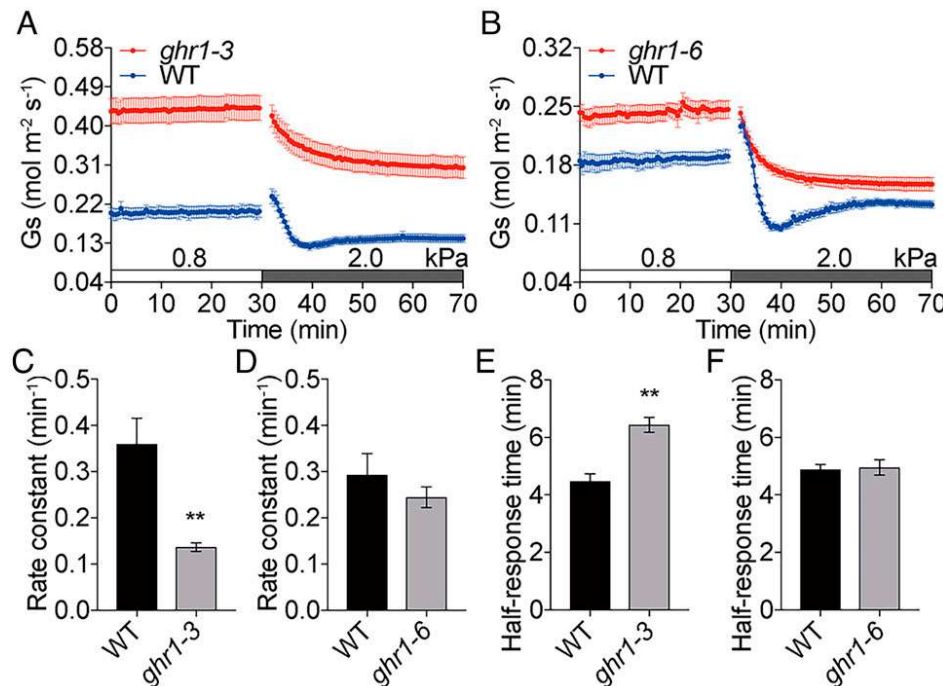 A
ghr1-3
WT
Gs (mol m-2 s-1)
0.58
0.49
0.40
0.31
0.22
0.13
0.04
0.8 2.0 kPa
0 10 20 30 40 50 60 70
Time (min)
B
ghr1-6
WT
Gs (mol m-2 s-1)
0.32
0.25
0.18
0.11
0.04
0.8 2.0 kPa
0 10 20 30 40 50 60 70
Time (min)
C
Rate constant (min-1)
0.5
0.4
0.3
0.2
0.1
0.0
**
WT ghr1-3
D
Rate constant (min-1)
0.5
0.4
0.3
0.2
0.1
0.0
WT ghr1-6
E
Half-response time (min)
8
6
4
2
0
**
WT ghr1-3
F
Half-response time (min)
8
6
4
2
0
WT ghr1-6